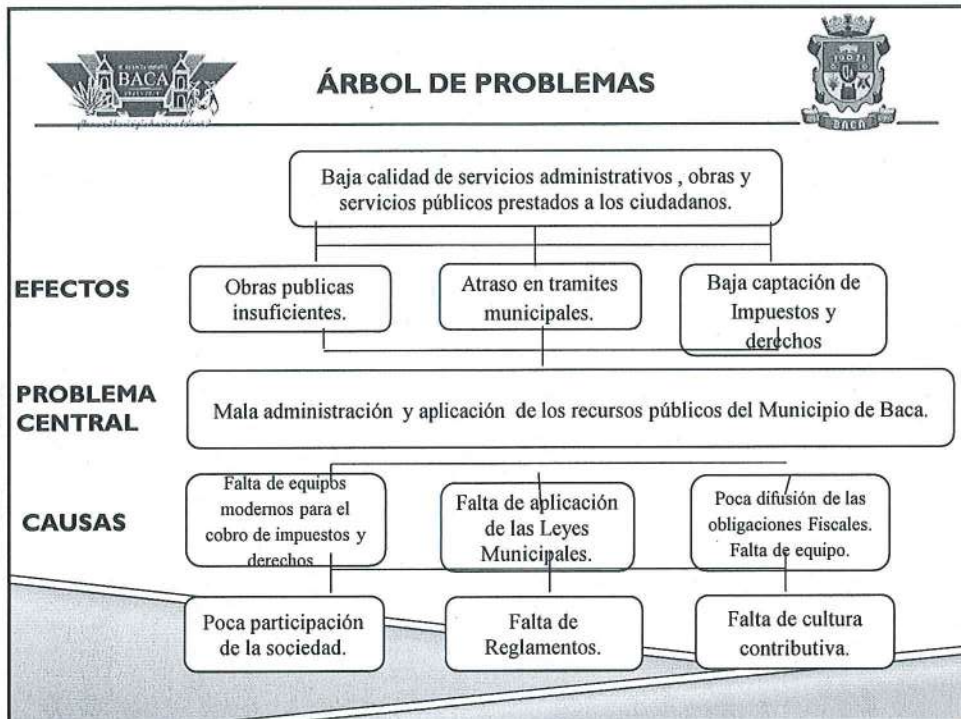 BACA
ÁRBOL DE PROBLEMAS
BACA
Baja calidad de servicios administrativos , obras y
servicios públicos prestados a los ciudadanos.
EFECTOS
Obras publicas
insuficientes.
Atraso en tramites
municipales.
Baja captación de
Impuestos y
derechos
PROBLEMA
CENTRAL
Mala administración y aplicación de los recursos públicos del Municipio de Baca.
CAUSAS
Falta de equipos
modernos para el
cobro de impuestos y
derechos
Falta de aplicación
de las Leyes
Municipales.
Poca difusión de las
obligaciones Fiscales.
Falta de equipo.
Poca participación
de la sociedad.
Falta de
Reglamentos.
Falta de cultura
contributiva.